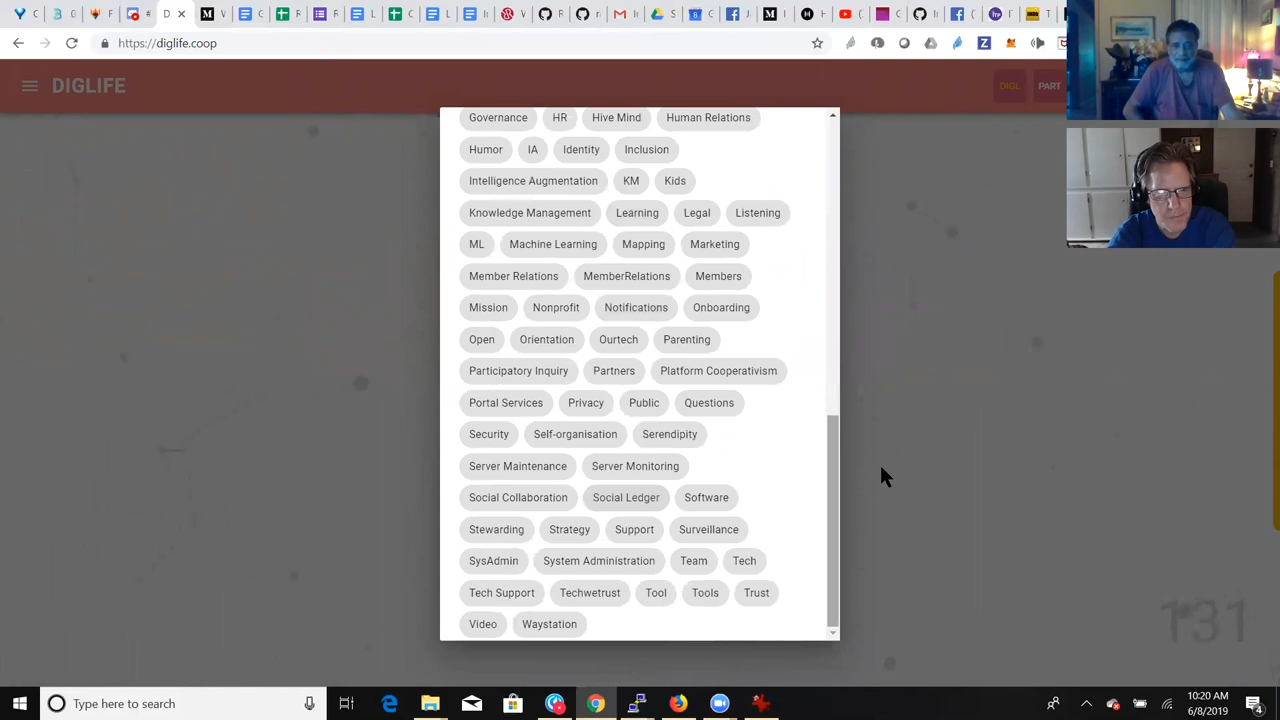 https://diglife.coop
DIGLIFE
DIGL PART
Governance HR Hive Mind Human Relations
Humor IA Identity Inclusion
Intelligence Augmentation KM Kids
Knowledge Management Learning Legal Listening
ML Machine Learning Mapping Marketing
Member Relations MemberRelations Members
Mission Nonprofit Notifications Onboarding
Open Orientation Ourtech Parenting
Participatory Inquiry Partners Platform Cooperativism
Portal Services Privacy Public Questions
Security Self-organisation Serendipity
Server Maintenance Server Monitoring
Social Collaboration Social Ledger Software
Stewarding Strategy Support Surveillance
SysAdmin System Administration Team Tech
Tech Support Techwetrust Tool Tools Trust
Video Waystation
131
Type here to search
10:20 AM
6/8/2019
4